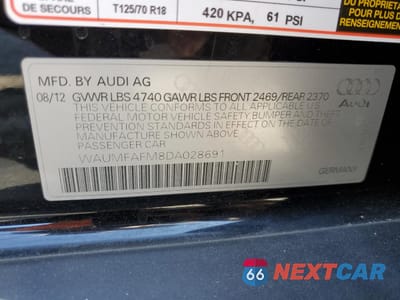 DE SECOURS T125/70 R18 420 KPA, 61 PSI
MFD. BY AUDI AG
08/12 GVWR LBS 4740 GAWR LBS FRONT 2469/REAR 2370
THIS VEHICLE CONFORMS TO ALL APPLICABLE U.S.
FEDERAL MOTOR VEHICLE SAFETY, BUMPER, AND
THEFT PREVENTION STANDARDS IN EFFECT ON THE
DATE OF MANUFACTURE SHOWN ABOVE
PASSENGER CAR
WAUMFAFM8DA028691
Audi
GERMANY
66 NEXTCAR